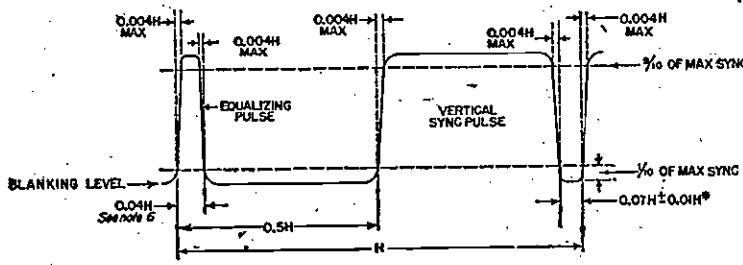 0.004H
MAX
0.004H
MAX
0.004H
MAX
0.004H
MAX
0.004H
MAX
9/10 OF MAX SYNC
EQUALIZING
PULSE
VERTICAL
SYNC PULSE
BLANKING LEVEL
1/10 OF MAX SYNC
0.04H
See note 6
0.07H±0.01H*
0.5H
H